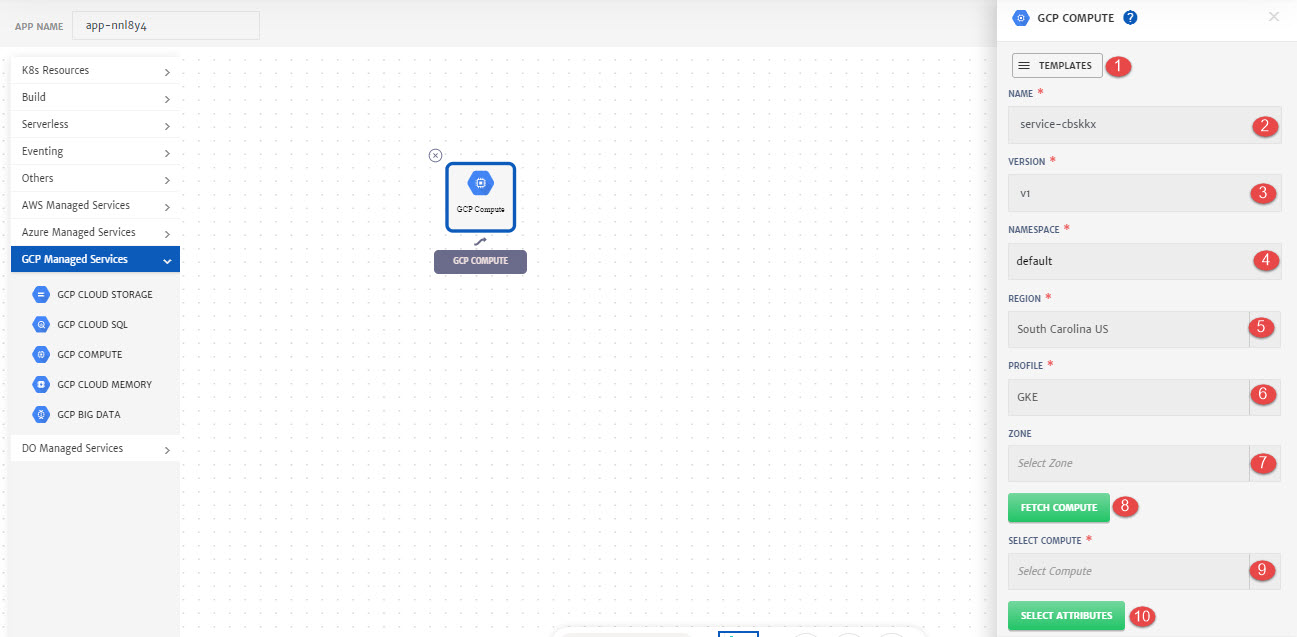 APP NAME
app-nnl8y4
K8s Resources
Build
Serverless
Eventing
Others
AWS Managed Services
Azure Managed Services
GCP Managed Services
GCP CLOUD STORAGE
GCP CLOUD SQL
GCP COMPUTE
GCP CLOUD MEMORY
GCP BIG DATA
DO Managed Services
GCP Compute
GCP COMPUTE
GCP COMPUTE ?
TEMPLATES 1
NAME *
service-cbskkx 2
VERSION *
v1 3
NAMESPACE *
default 4
REGION *
South Carolina US 5
PROFILE *
GKE 6
ZONE
Select Zone 7
FETCH COMPUTE 8
SELECT COMPUTE *
Select Compute 9
SELECT ATTRIBUTES 10